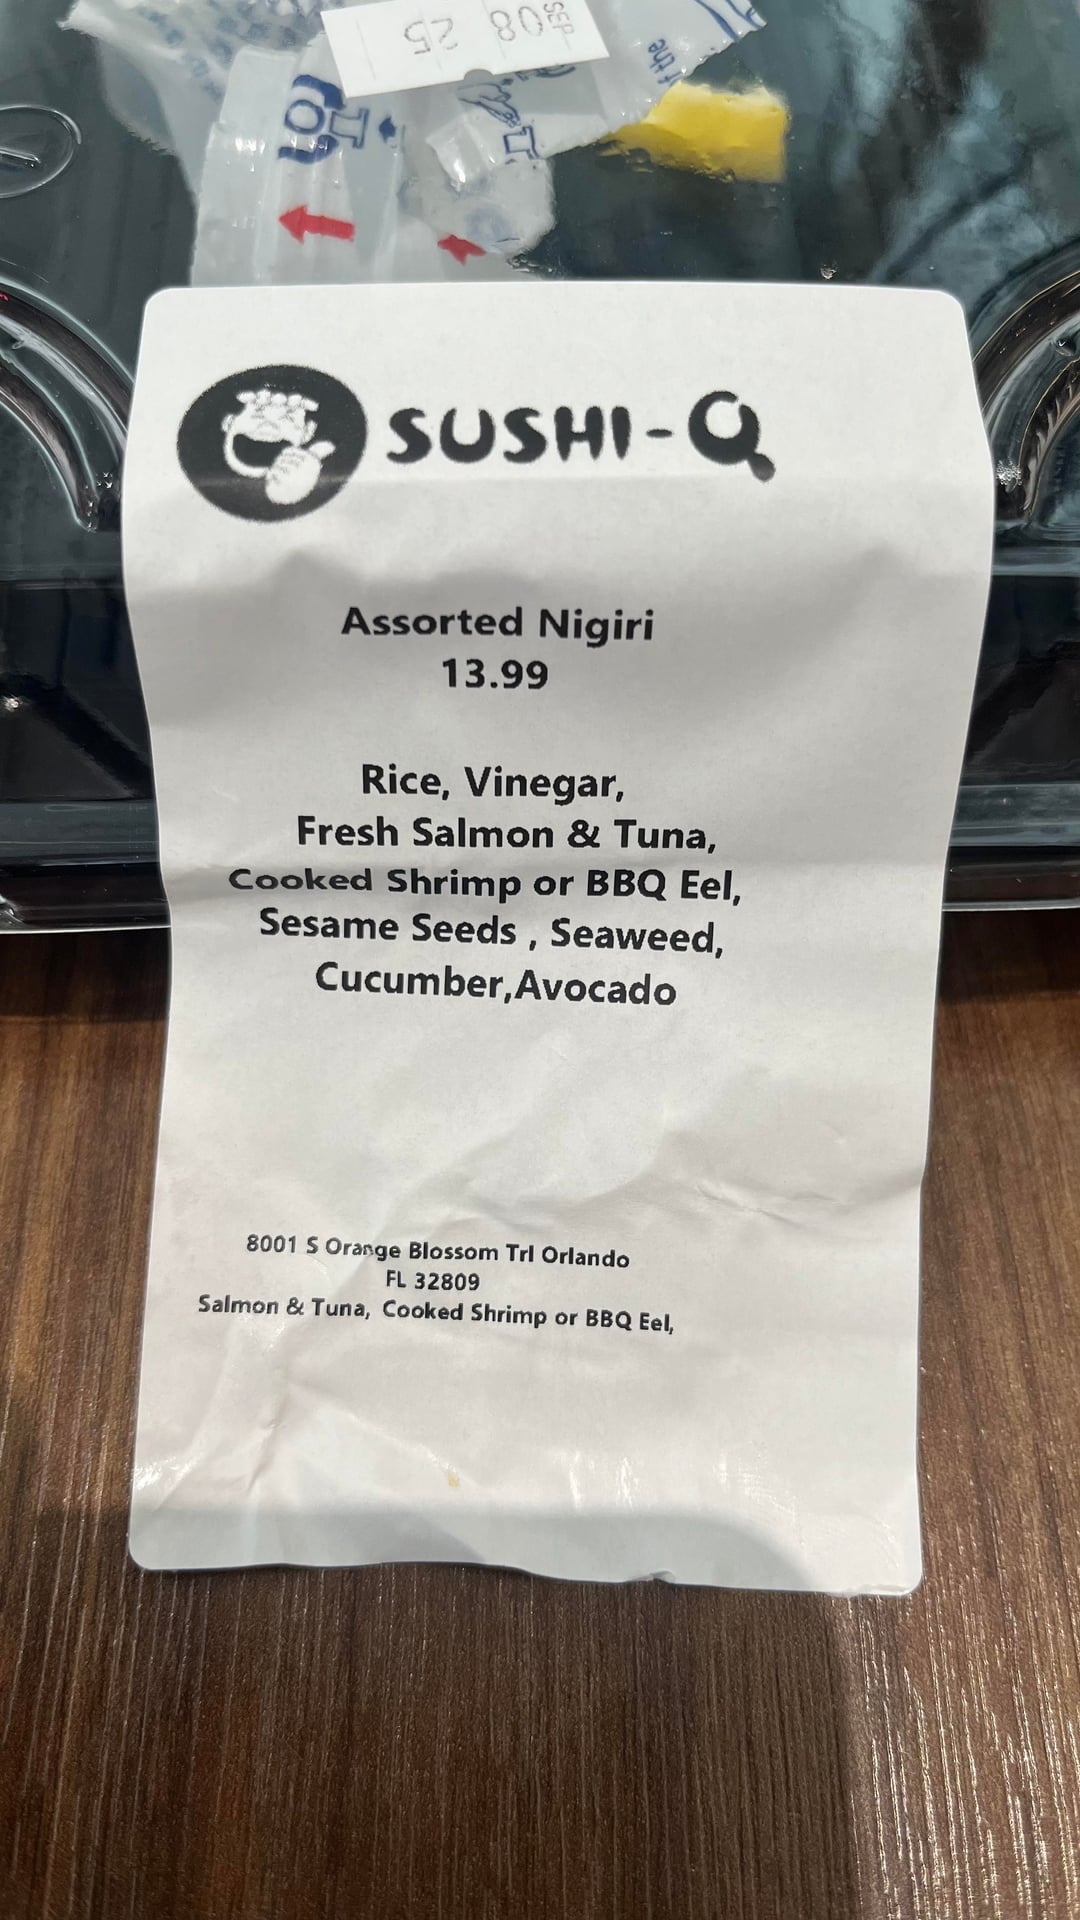 SEP 08 25
f the
SUSHI-Q
Assorted Nigiri
13.99
Rice, Vinegar,
Fresh Salmon & Tuna,
Cooked Shrimp or BBQ Eel,
Sesame Seeds , Seaweed,
Cucumber,Avocado
8001 S Orange Blossom Trl Orlando
FL 32809
Salmon & Tuna, Cooked Shrimp or BBQ Eel,